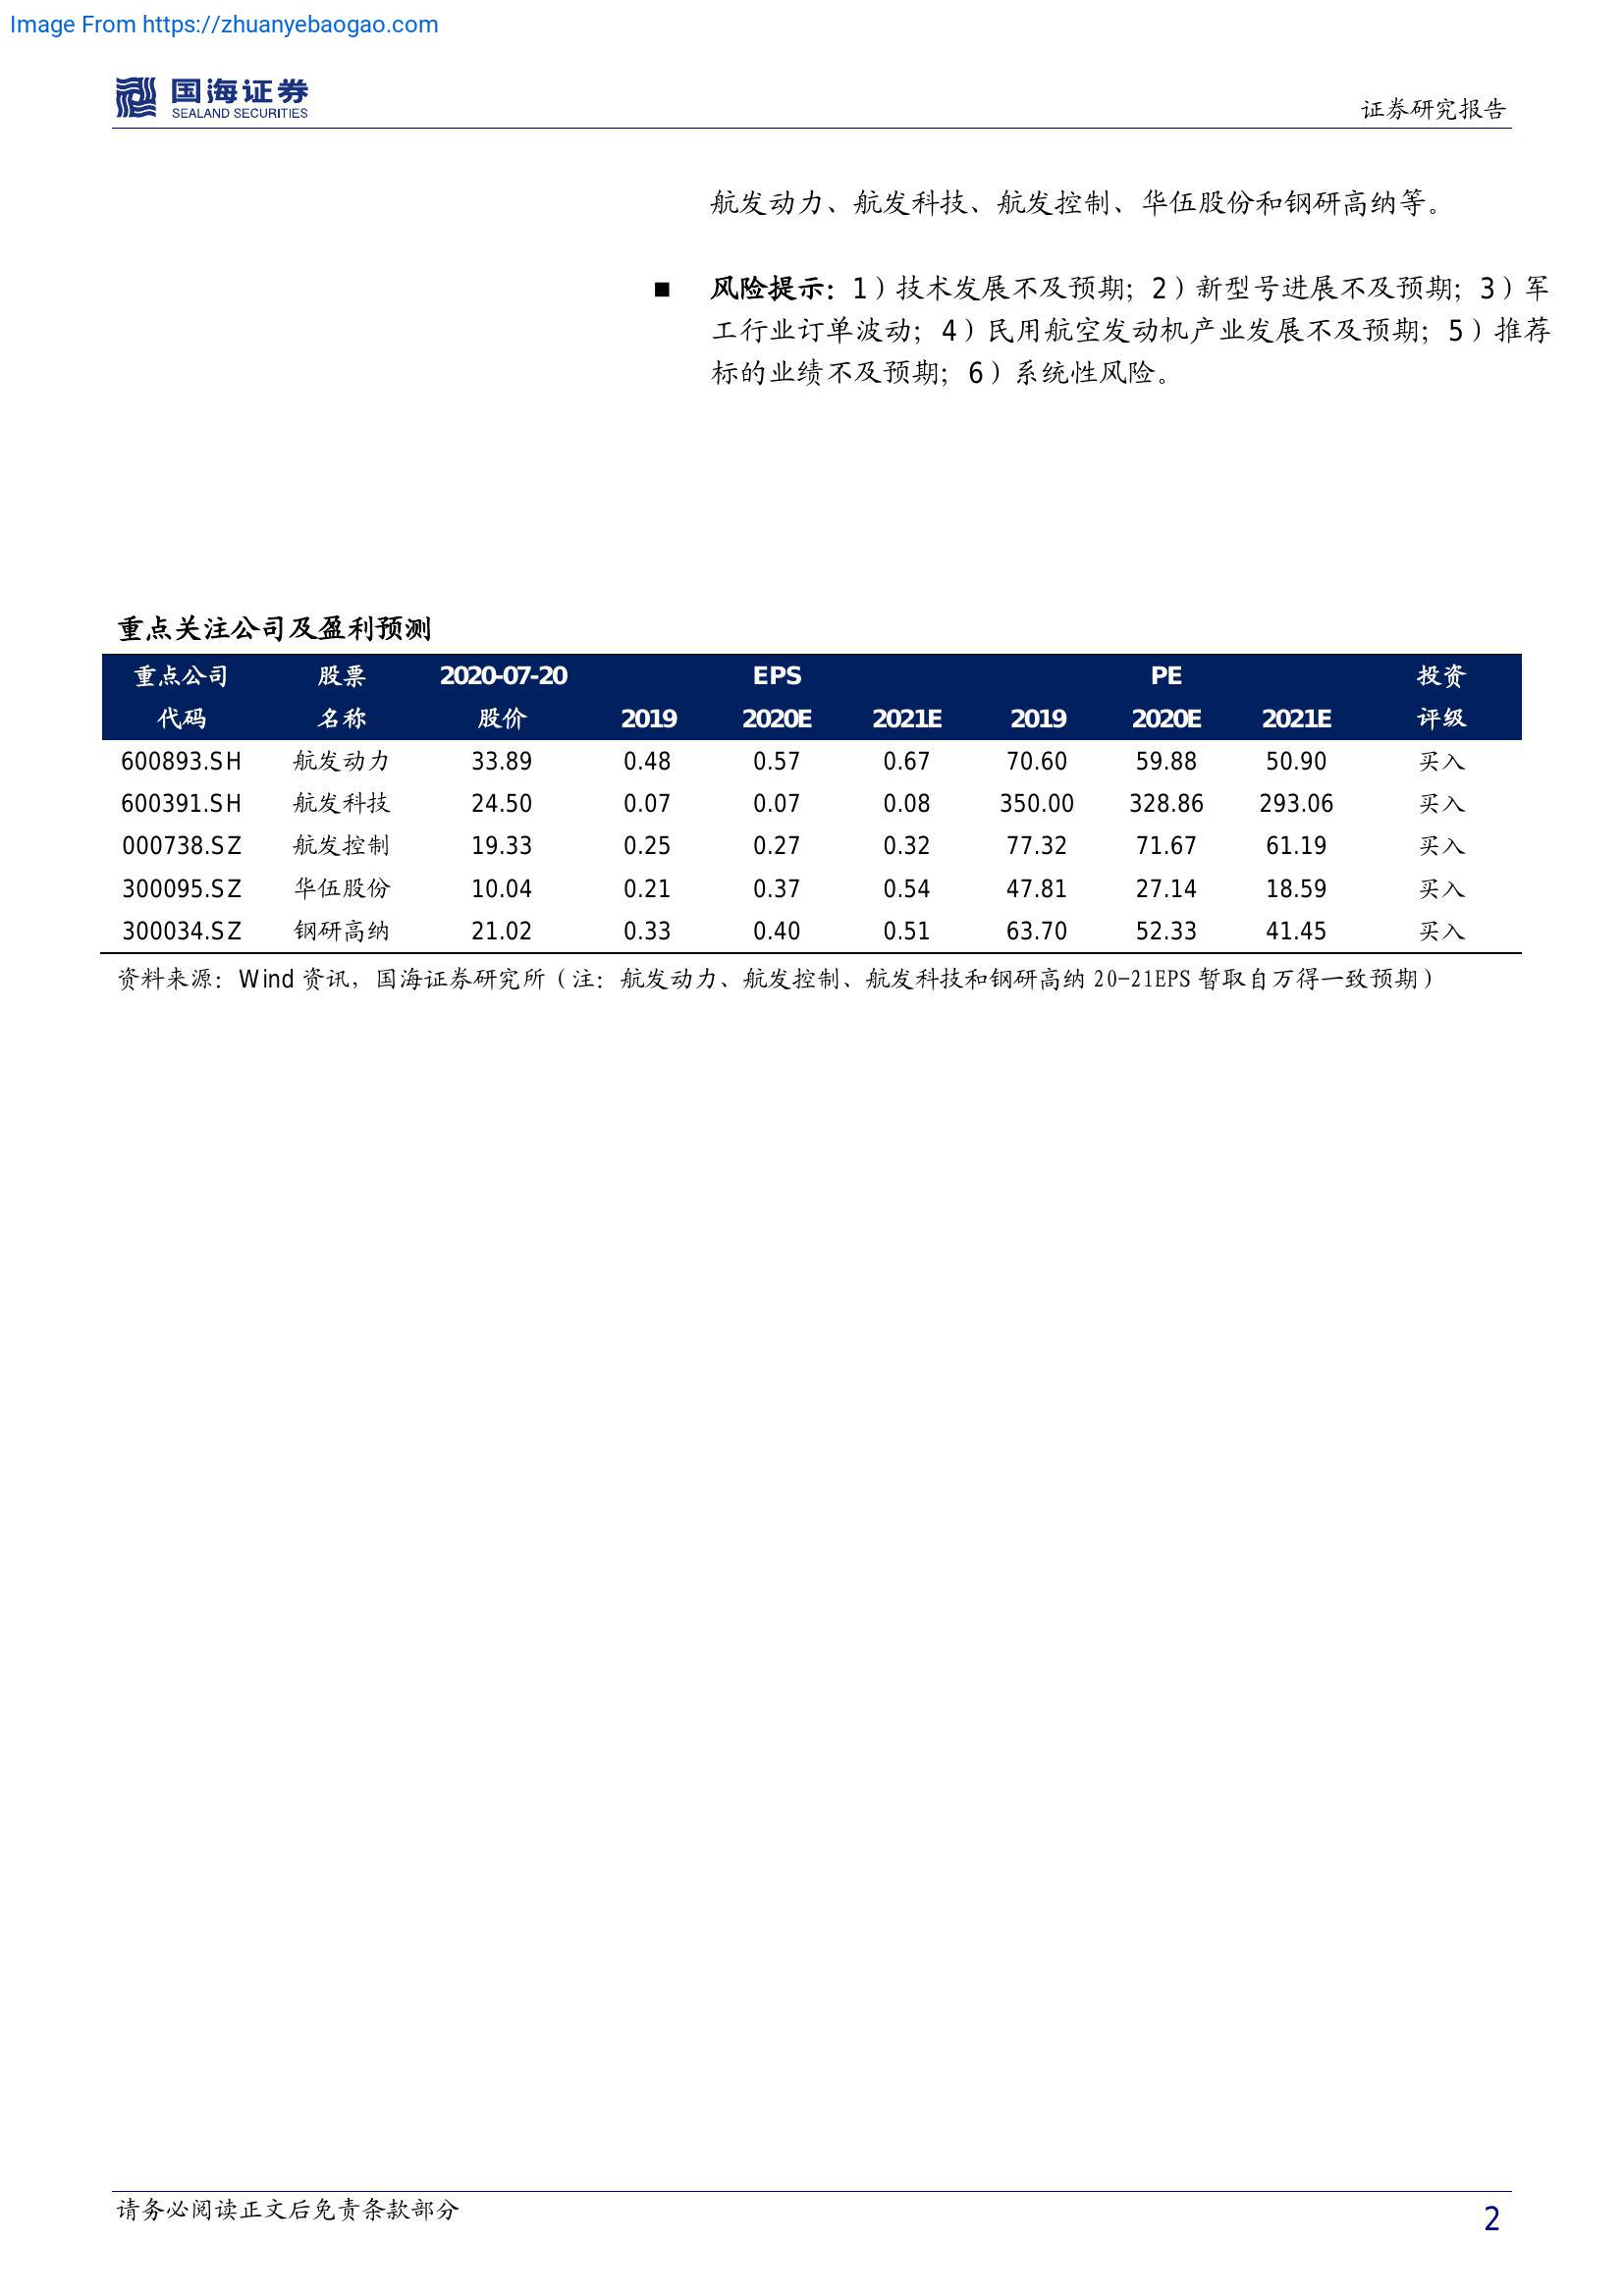 Image From https://zhuanyebaogao.com
国海证券
SEALAND SECURITIES
证券研究报告
航发动力、航发科技、航发控制、华伍股份和钢研高纳等。
■ 风险提示：1）技术发展不及预期；2）新型号进展不及预期；3）军
工行业订单波动；4）民用航空发动机产业发展不及预期；5）推荐
标的业绩不及预期；6）系统性风险。
重点关注公司及盈利预测
重点公司 股票 2020-07-20 EPS PE 投资
代码 名称 股价 2019 2020E 2021E 2019 2020E 2021E 评级
600893.SH 航发动力 33.89 0.48 0.57 0.67 70.60 59.88 50.90 买入
600391.SH 航发科技 24.50 0.07 0.07 0.08 350.00 328.86 293.06 买入
000738.SZ 航发控制 19.33 0.25 0.27 0.32 77.32 71.67 61.19 买入
300095.SZ 华伍股份 10.04 0.21 0.37 0.54 47.81 27.14 18.59 买入
300034.SZ 钢研高纳 21.02 0.33 0.40 0.51 63.70 52.33 41.45 买入
资料来源：Wind 资讯，国海证券研究所（注：航发动力、航发控制、航发科技和钢研高纳 20-21EPS 暂取自万得一致预期）
请务必阅读正文后免责条款部分
2